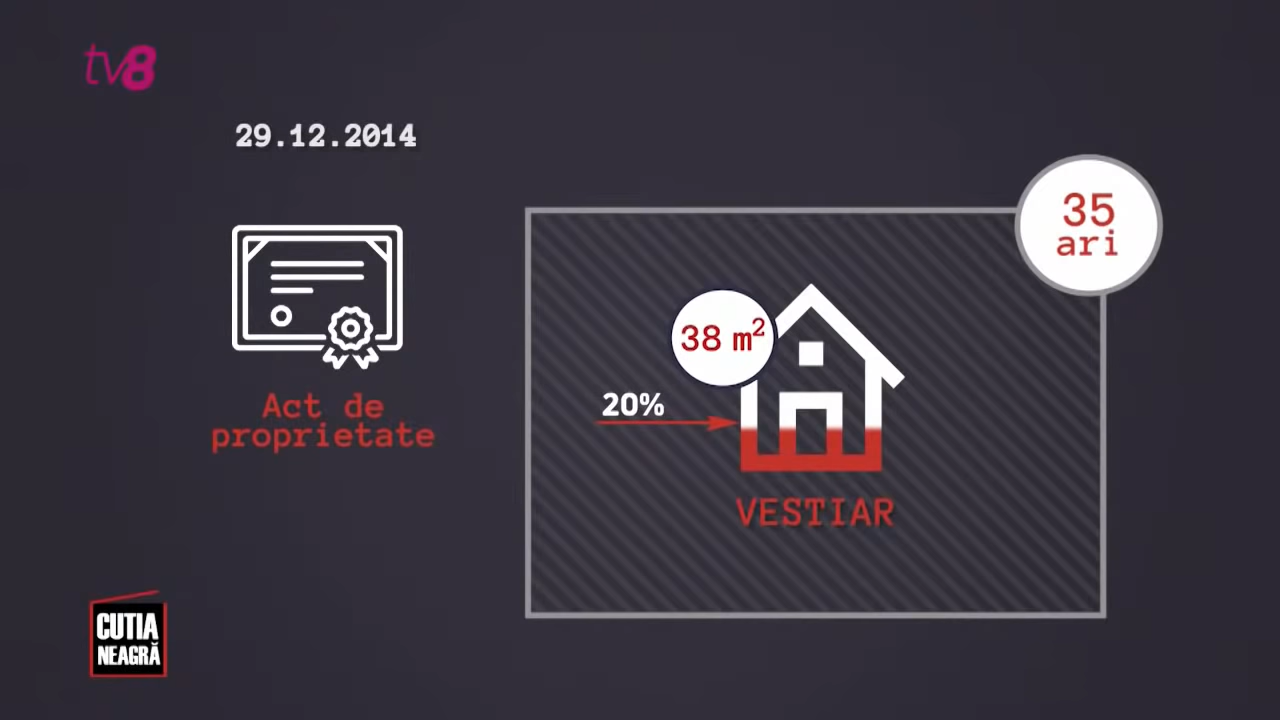 tv8
29.12.2014
35
ari
38 m²
20%
Act de
proprietate
VESTIAR
CUTIA
NEAGRĂ